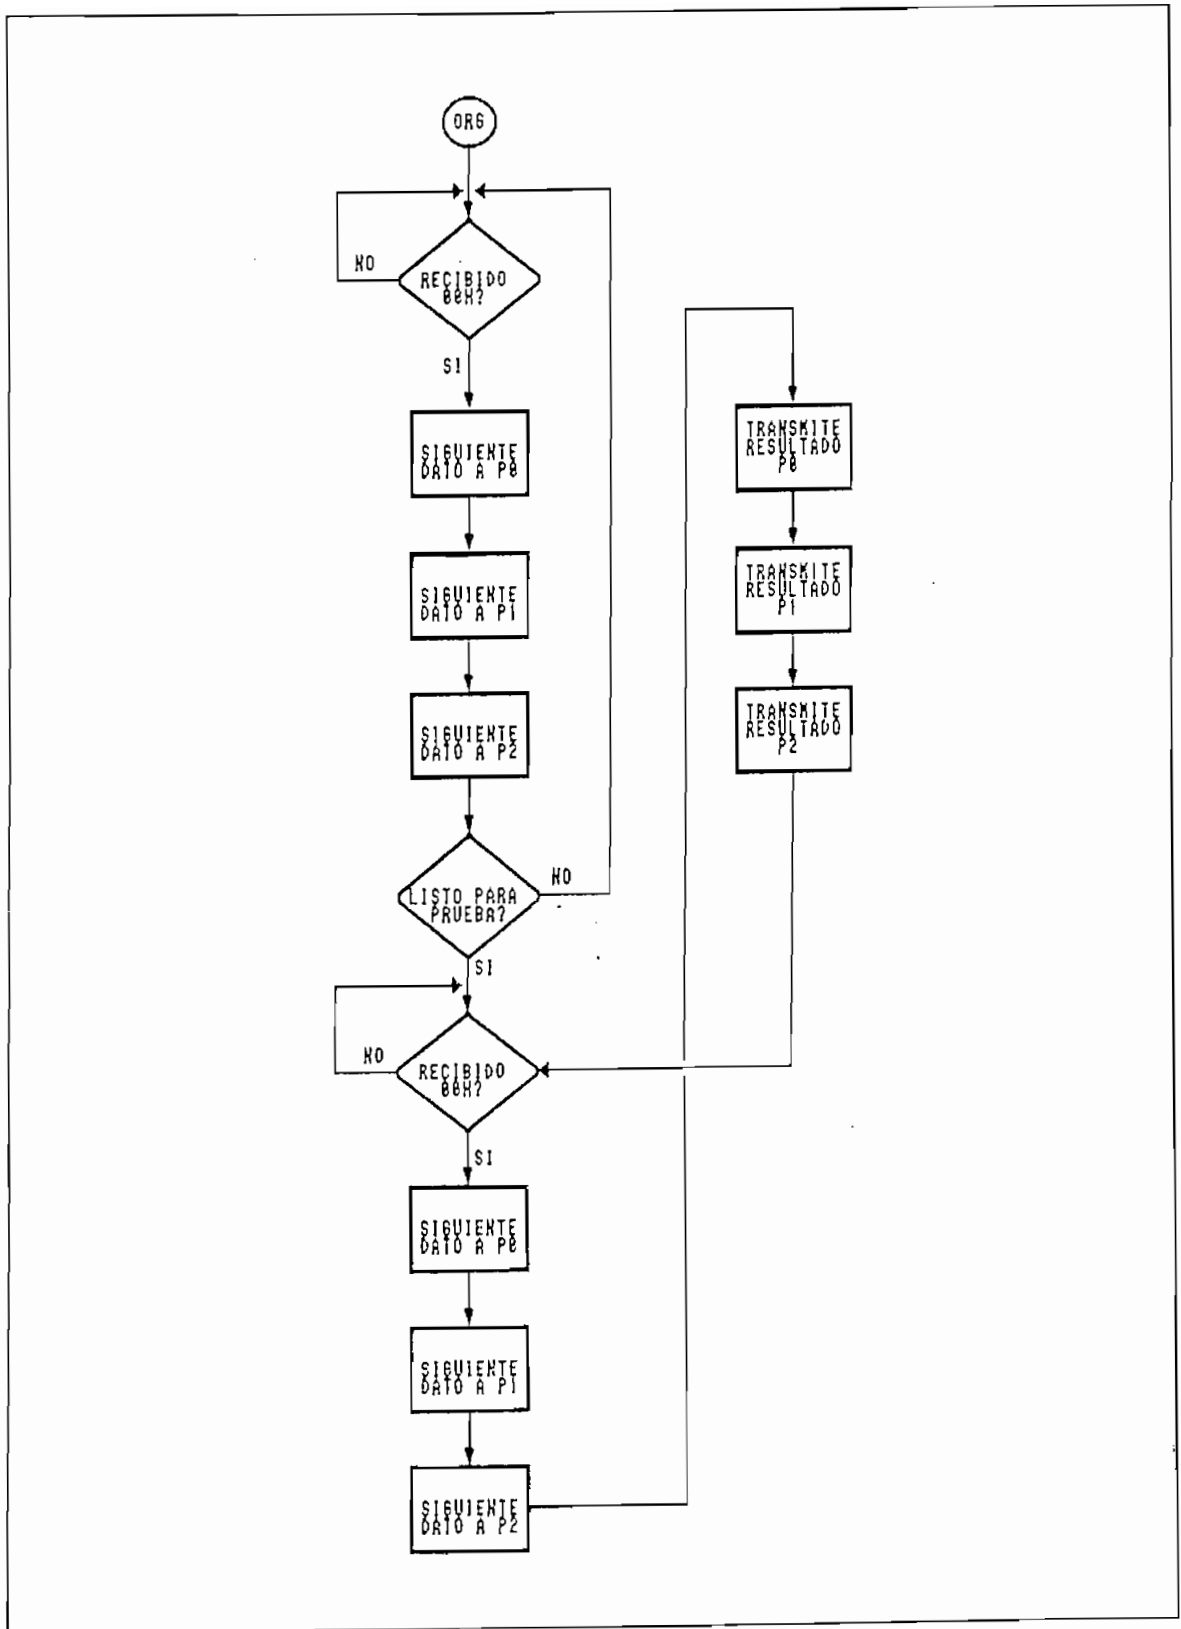 ORG
NO
RECIBIDO
00H?
SI
SIGUIENTE
DATO A P0
SIGUIENTE
DATO A P1
SIGUIENTE
DATO A P2
LISTO PARA
PRUEBA?
NO
SI
NO
RECIBIDO
00H?
SI
SIGUIENTE
DATO A P0
SIGUIENTE
DATO A P1
SIGUIENTE
DATO A P2
TRANSMITE
RESULTADO
P0
TRANSMITE
RESULTADO
P1
TRANSMITE
RESULTADO
P2